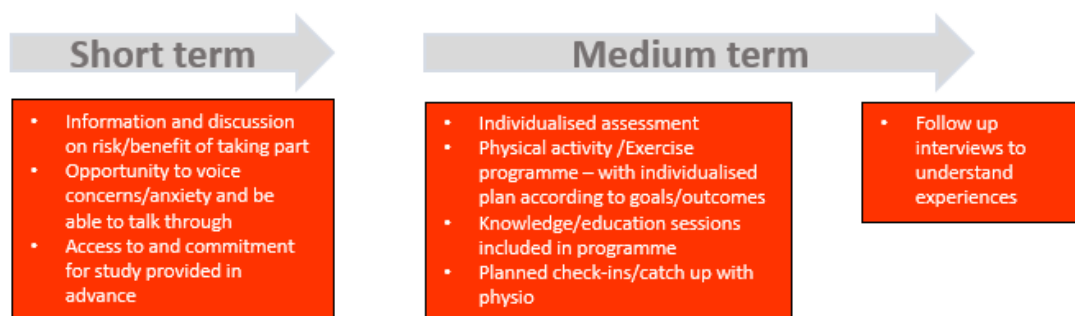 Short term
Medium term
• Information and discussion
on risk/benefit of taking part
• Opportunity to voice
concerns/anxiety and be
able to talk through
• Access to and commitment
for study provided in
advance
• Individualised assessment
• Physical activity /Exercise
programme – with individualised
plan according to goals/outcomes
• Knowledge/education sessions
included in programme
• Planned check-ins/catch up with
physio
• Follow up
interviews to
understand
experiences